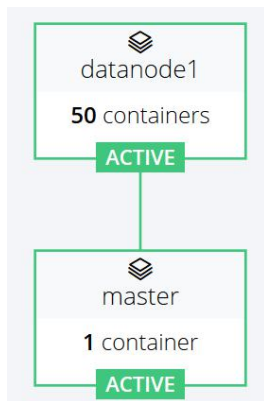 datanode1
50 containers
ACTIVE
master
1 container
ACTIVE